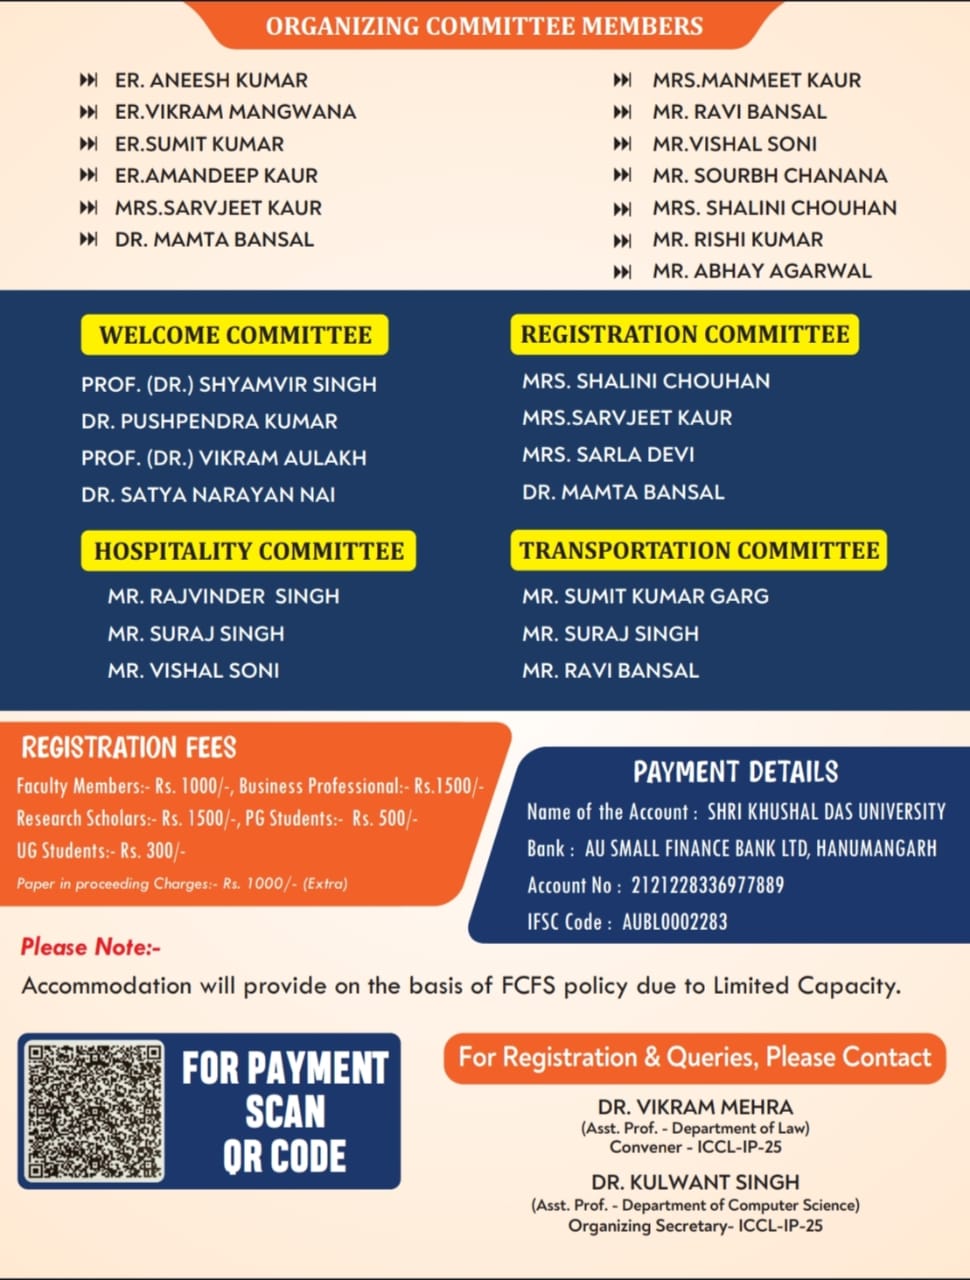 ORGANIZING COMMITTEE MEMBERS
ER. ANEESH KUMAR
ER.VIKRAM MANGWANA
ER.SUMIT KUMAR
ER.AMANDEEP KAUR
MRS.SARVJEET KAUR
DR. MAMTA BANSAL
MRS.MANMEET KAUR
MR. RAVI BANSAL
MR.VISHAL SONI
MR. SOURBH CHANANA
MRS. SHALINI CHOUHAN
MR. RISHI KUMAR
MR. ABHAY AGARWAL
WELCOME COMMITTEE
PROF. (DR.) SHYAMVIR SINGH
DR. PUSHPENDRA KUMAR
PROF. (DR.) VIKRAM AULAKH
DR. SATYA NARAYAN NAI
REGISTRATION COMMITTEE
MRS. SHALINI CHOUHAN
MRS.SARVJEET KAUR
MRS. SARLA DEVI
DR. MAMTA BANSAL
HOSPITALITY COMMITTEE
MR. RAJVINDER SINGH
MR. SURAJ SINGH
MR. VISHAL SONI
TRANSPORTATION COMMITTEE
MR. SUMIT KUMAR GARG
MR. SURAJ SINGH
MR. RAVI BANSAL
REGISTRATION FEES
Faculty Members:- Rs. 1000/-, Business Professional:- Rs.1500/-
Research Scholars:- Rs. 1500/-, PG Students:- Rs. 500/-
UG Students:- Rs. 300/-
Paper in proceeding Charges:- Rs. 1000/- (Extra)
PAYMENT DETAILS
Name of the Account : SHRI KHUSHAL DAS UNIVERSITY
Bank : AU SMALL FINANCE BANK LTD, HANUMANGARH
Account No : 2121228336977889
IFSC Code : AUBL0002283
Please Note:-
Accommodation will provide on the basis of FCFS policy due to Limited Capacity.
FOR PAYMENT
SCAN
QR CODE
For Registration & Queries, Please Contact
DR. VIKRAM MEHRA
(Asst. Prof. - Department of Law)
Convener - ICCL-IP-25
DR. KULWANT SINGH
(Asst. Prof. - Department of Computer Science)
Organizing Secretary- ICCL-IP-25